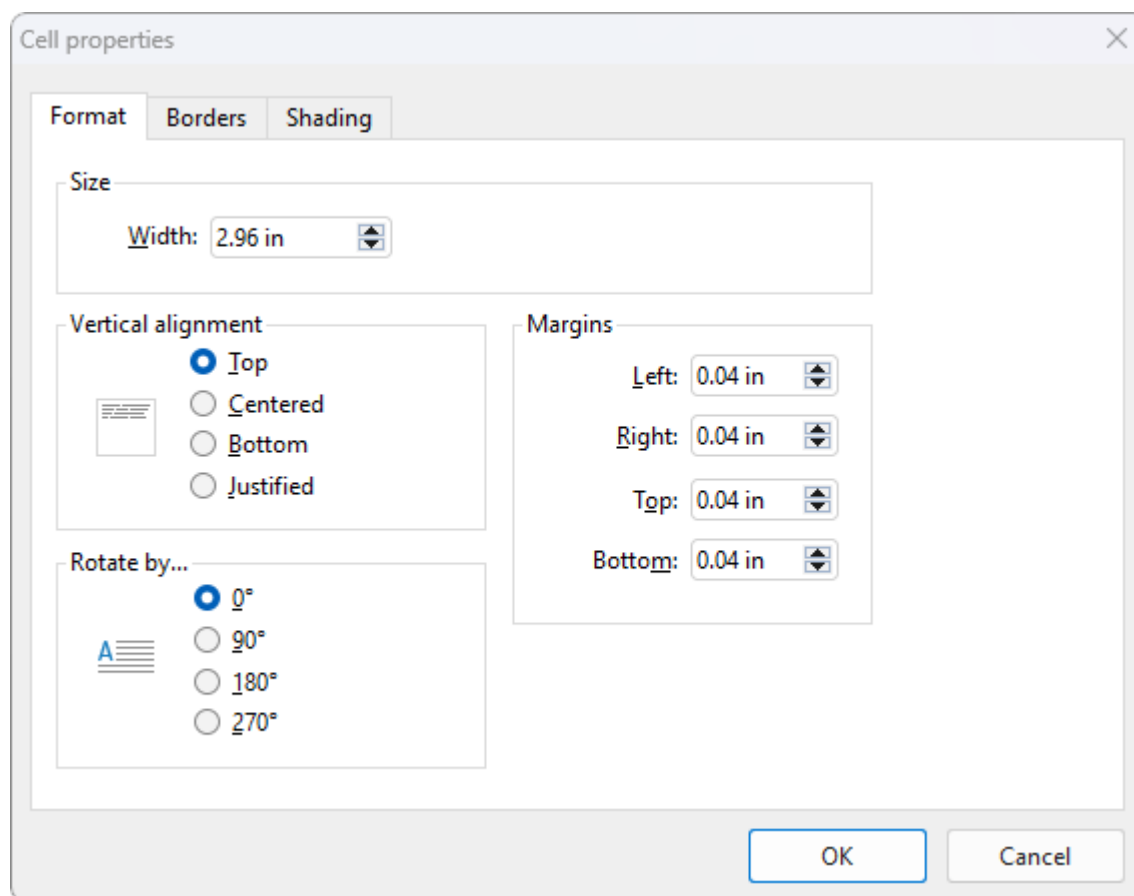 Cell properties
Format Borders Shading
Size
Width: 2.96 in
Vertical alignment
Top
Centered
Bottom
Justified
Margins
Left: 0.04 in
Right: 0.04 in
Top: 0.04 in
Bottom: 0.04 in
Rotate by...
A
0°
90°
180°
270°
OK Cancel